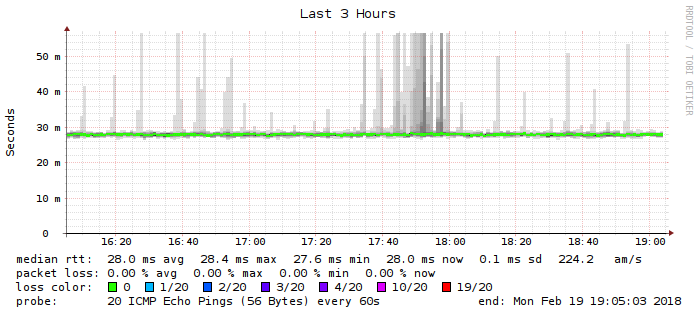 Last 3 Hours
RRDTOOL / TOBI OETIKER
Seconds
50 m
40 m
30 m
20 m
10 m
0
16:20 16:40 17:00 17:20 17:40 18:00 18:20 18:40 19:00
median rtt: 28.0 ms avg 28.4 ms max 27.6 ms min 28.0 ms now 0.1 ms sd 224.2 am/s
packet loss: 0.00 % avg 0.00 % max 0.00 % min 0.00 % now
loss color: 0 1/20 2/20 3/20 4/20 10/20 19/20
probe: 20 ICMP Echo Pings (56 Bytes) every 60s end: Mon Feb 19 19:05:03 2018